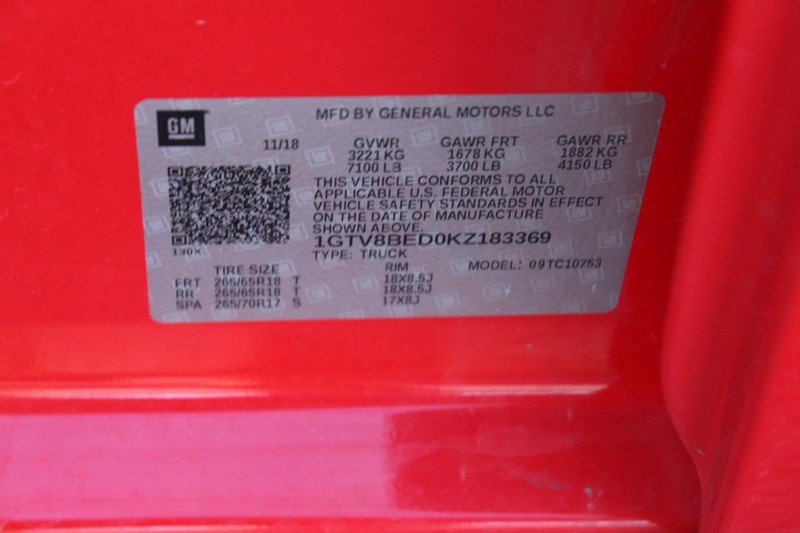 GM
MFD BY GENERAL MOTORS LLC
11/18 GVWR GAWR FRT GAWR RR
3221 KG 1678 KG 1882 KG
7100 LB 3700 LB 4150 LB
THIS VEHICLE CONFORMS TO ALL
APPLICABLE U.S. FEDERAL MOTOR
VEHICLE SAFETY STANDARDS IN EFFECT
ON THE DATE OF MANUFACTURE
SHOWN ABOVE.
1GTV8BED0KZ183369
TYPE: TRUCK MODEL: 09TC10753
TIRE SIZE RIM
FRT 265/65R18 T 18X8.5J
RR 265/65R18 T 18X8.5J
SPA 265/70R17 S 17X8J